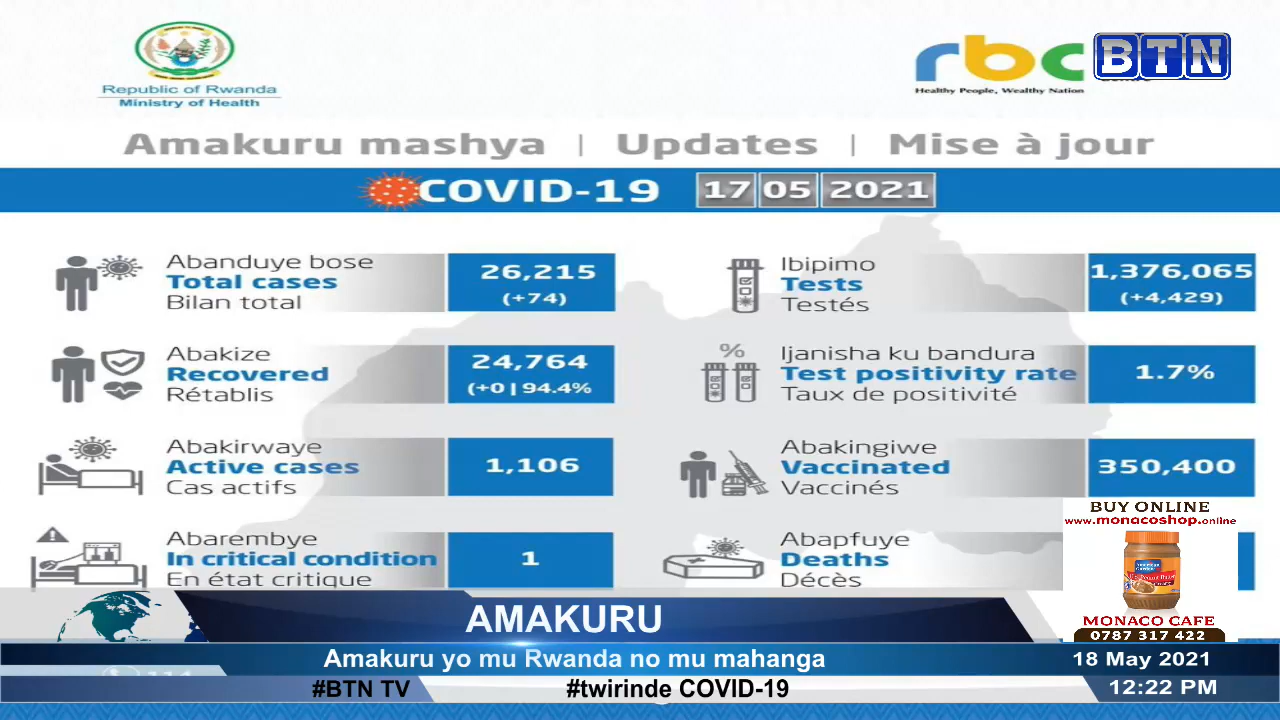 Republic of Rwanda
Ministry of Health
rbc
Healthy People, Wealthy Nation
BTN
Amakuru mashya | Updates | Mise à jour
COVID-19 17 05 2021
Abanduye bose
Total cases
Bilan total
26,215
(+74)
Ibipimo
Tests
Testés
1,376,065
(+4,429)
Abakize
Recovered
Rétablis
24,764
(+0 | 94.4%
%
Ijanisha ku bandura
Test positivity rate
Taux de positivité
1.7%
Abakirwaye
Active cases
Cas actifs
1,106
Abakingiwe
Vaccinated
Vaccinés
350,400
Abarembye
In critical condition
En état critique
1
Abapfuye
Deaths
Décès
BUY ONLINE
www.monacoshop.online
MONACO CAFE
0787 317 422
AMAKURU
Amakuru yo mu Rwanda no mu mahanga
18 May 2021
#BTN TV
#twirinde COVID-19
12:22 PM